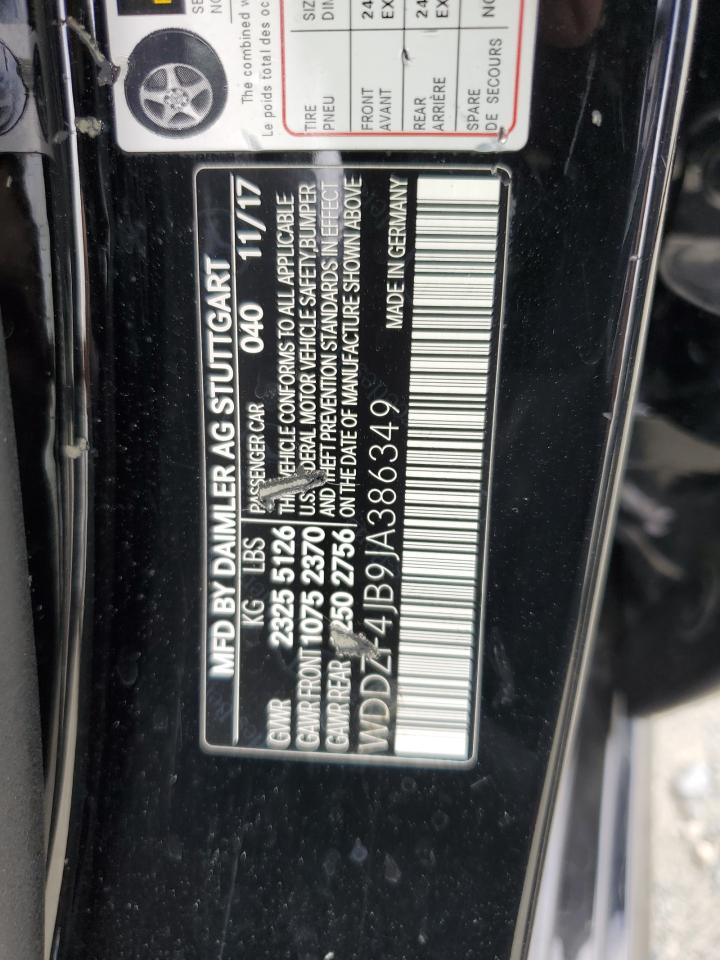 SE
NO
The combined w
Le poids total des oc
TIRE SIZ
PNEU DIM
FRONT 24
AVANT EX
REAR 24
ARRIÈRE EX
SPARE NO
DE SECOURS
MFD BY DAIMLER AG STUTTGART
KG LBS PASSENGER CAR 040 11/17
GVWR 2325 5126
GAWR FRONT 1075 2370
GAWR REAR 250 2756
VEHICLE CONFORMS TO ALL APPLICABLE
MOTOR VEHICLE SAFETY, BUMPER
AND THEFT PREVENTION STANDARDS IN EFFECT
ON THE DATE OF MANUFACTURE SHOWN ABOVE
WDDZF4JB9JA386349 MADE IN GERMANY